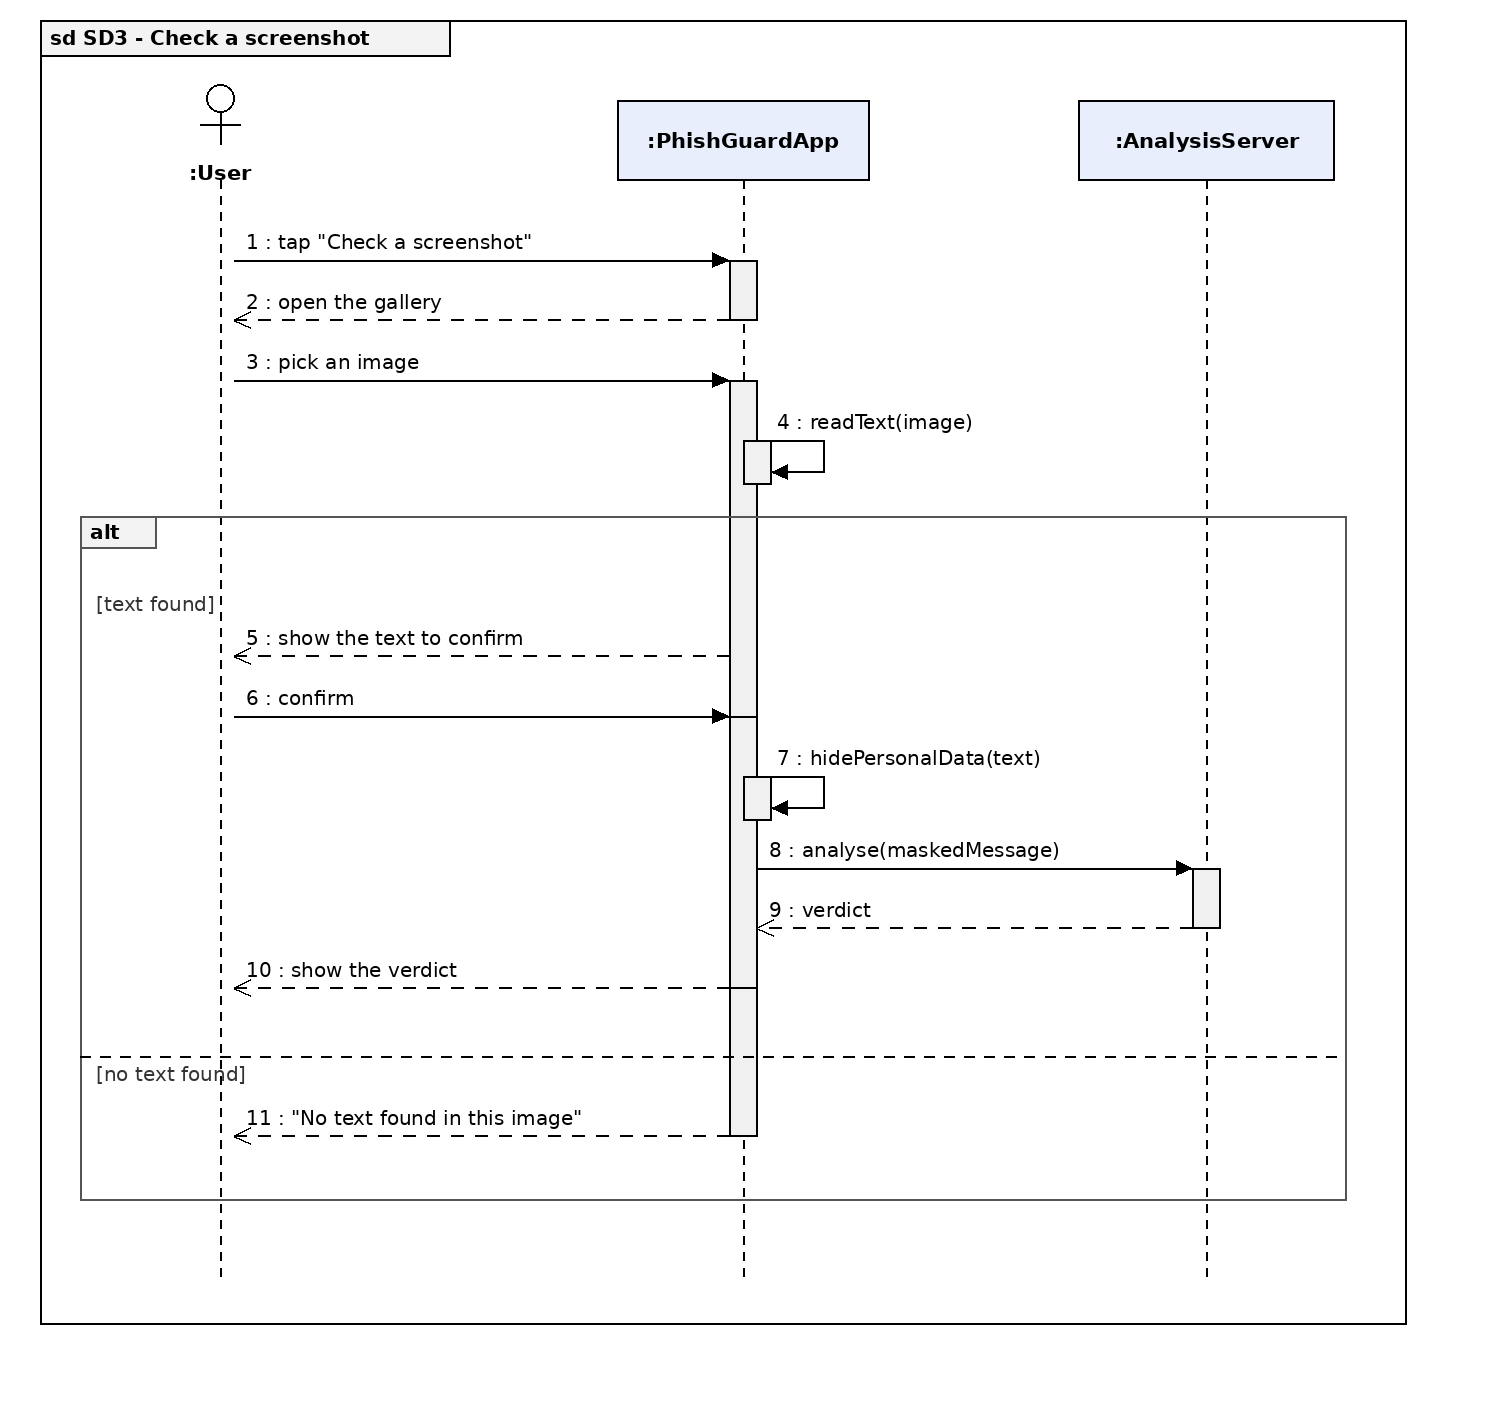 sd SD3 - Check a screenshot
:User
:PhishGuardApp
:AnalysisServer
1 : tap "Check a screenshot"
2 : open the gallery
3 : pick an image
4 : readText(image)
alt
[text found]
5 : show the text to confirm
6 : confirm
7 : hidePersonalData(text)
8 : analyse(maskedMessage)
9 : verdict
10 : show the verdict
[no text found]
11 : "No text found in this image"